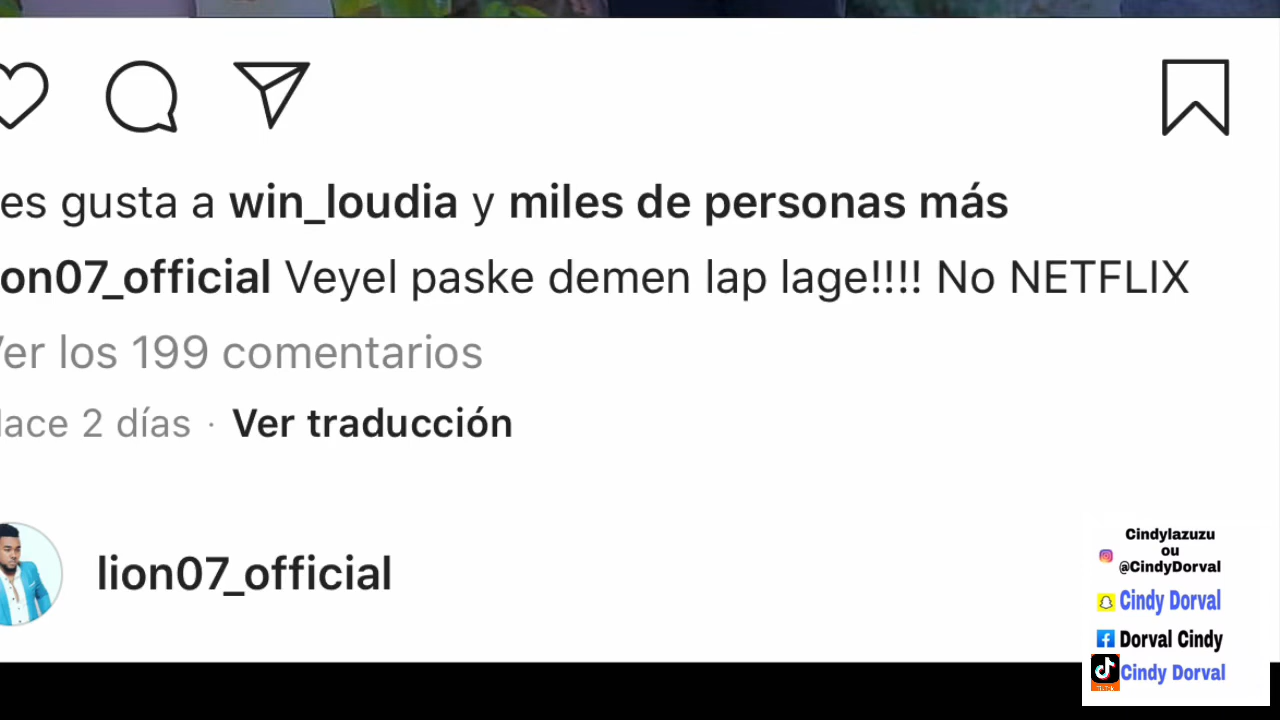 es gusta a win_loudia y miles de personas más
on07_official Veyel paske demen lap lage!!!! No NETFLIX
er los 199 comentarios
ace 2 días · Ver traducción
lion07_official
Cindylazuzu
ou
@CindyDorval
Cindy Dorval
Dorval Cindy
Cindy Dorval